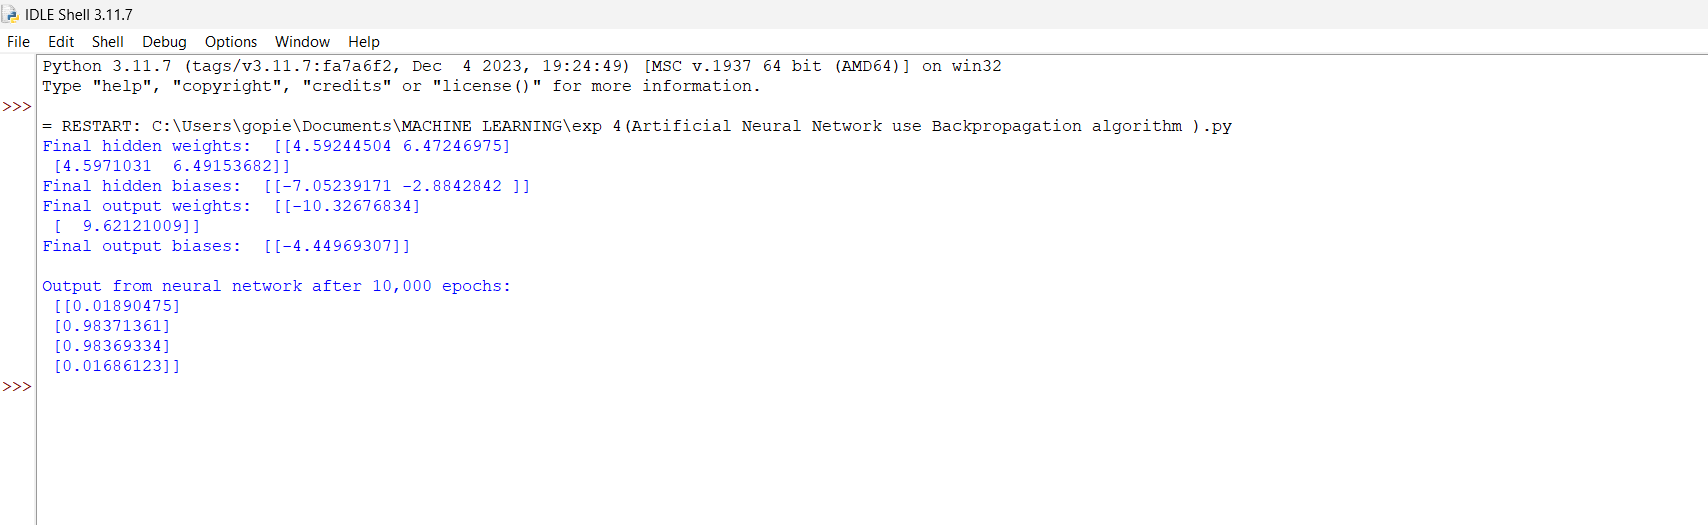 IDLE Shell 3.11.7
File Edit Shell Debug Options Window Help
Python 3.11.7 (tags/v3.11.7:fa7a6f2, Dec  4 2023, 19:24:49) [MSC v.1937 64 bit (AMD64)] on win32
Type "help", "copyright", "credits" or "license()" for more information.
>>>
= RESTART: C:\Users\gopie\Documents\MACHINE LEARNING\exp 4(Artificial Neural Network use Backpropagation algorithm ).py
Final hidden weights:  [[4.59244504 6.47246975]
 [4.5971031  6.49153682]]
Final hidden biases:  [[-7.05239171 -2.8842842 ]]
Final output weights:  [[-10.32676834]
 [  9.62121009]]
Final output biases:  [[-4.44969307]]
Output from neural network after 10,000 epochs:
 [[0.01890475]
 [0.98371361]
 [0.98369334]
 [0.01686123]]
>>>